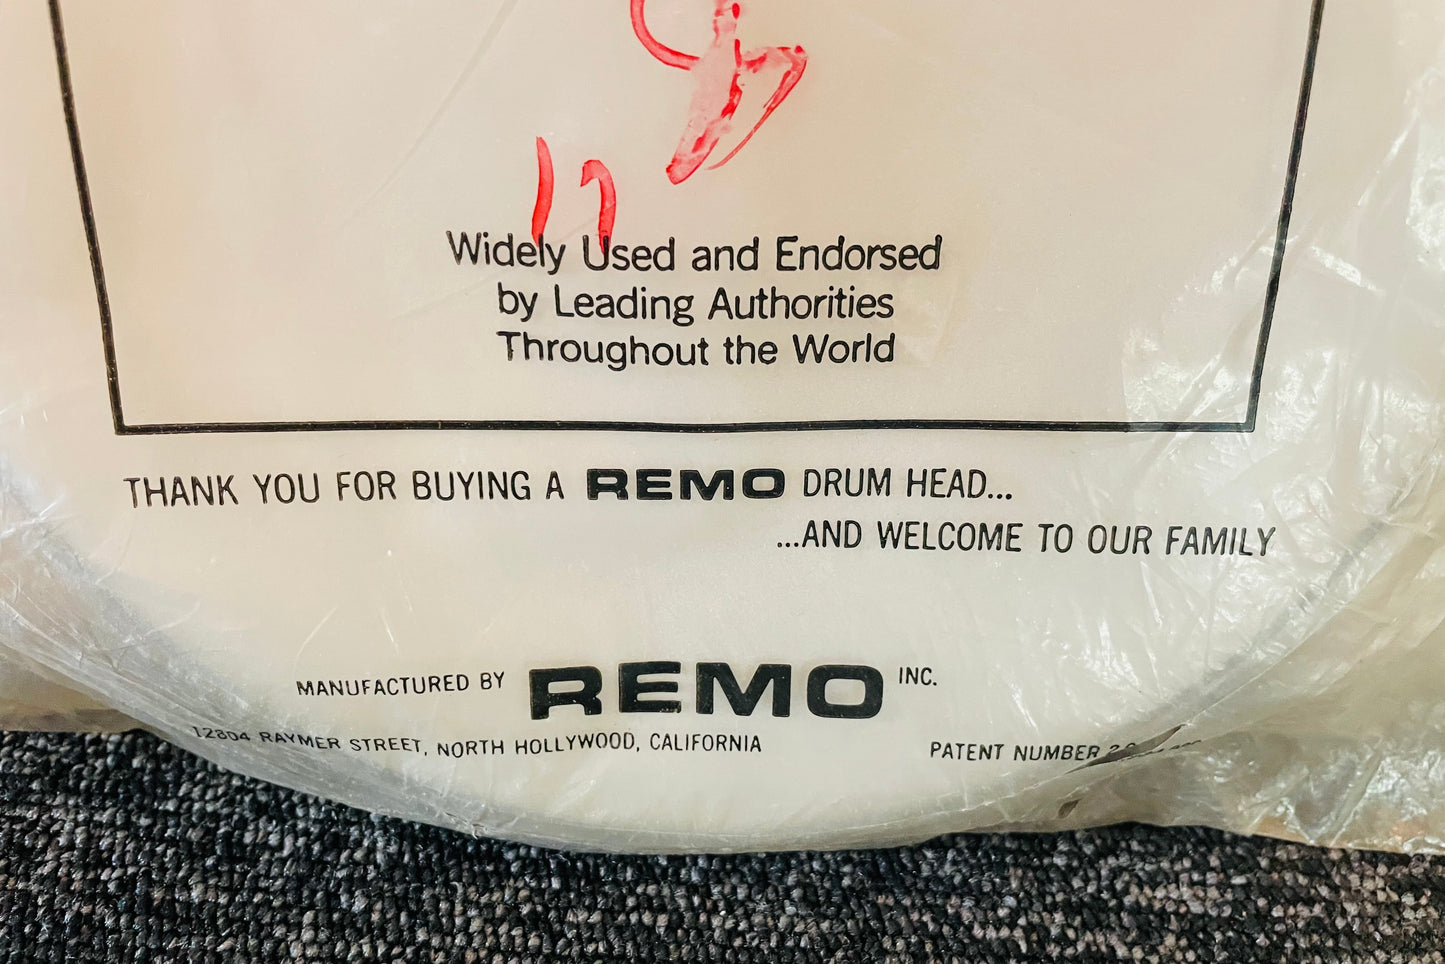 Widely Used and Endorsed
by Leading Authorities
Throughout the World
THANK YOU FOR BUYING A REMO DRUM HEAD...
...AND WELCOME TO OUR FAMILY
MANUFACTURED BY REMO INC.
12804 RAYMER STREET, NORTH HOLLYWOOD, CALIFORNIA
PATENT NUMBER